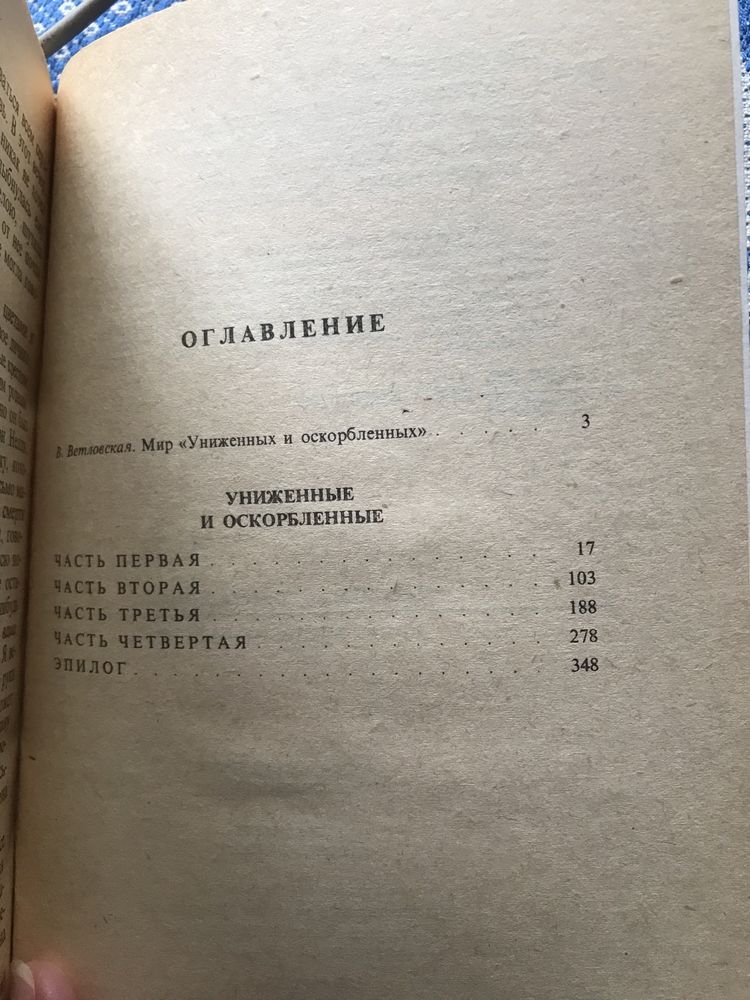 ОГЛАВЛЕНИЕ
В. Ветловская. Мир «Униженных и оскорбленных» . . . . . . 3
УНИЖЕННЫЕ
И ОСКОРБЛЕННЫЕ
ЧАСТЬ ПЕРВАЯ . . . . . . . . . . . . . . . 17
ЧАСТЬ ВТОРАЯ . . . . . . . . . . . . . . . 103
ЧАСТЬ ТРЕТЬЯ . . . . . . . . . . . . . . . 188
ЧАСТЬ ЧЕТВЕРТАЯ . . . . . . . . . . . . . 278
ЭПИЛОГ . . . . . . . . . . . . . . . . . . 348